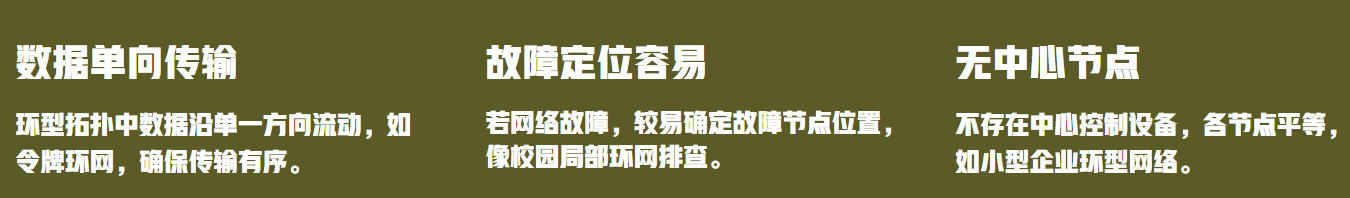 数据单向传输
环型拓扑中数据沿单一方向流动，如
令牌环网，确保传输有序。
故障定位容易
若网络故障，较易确定故障节点位置，
像校园局部环网排查。
无中心节点
不存在中心控制设备，各节点平等，
如小型企业环型网络。